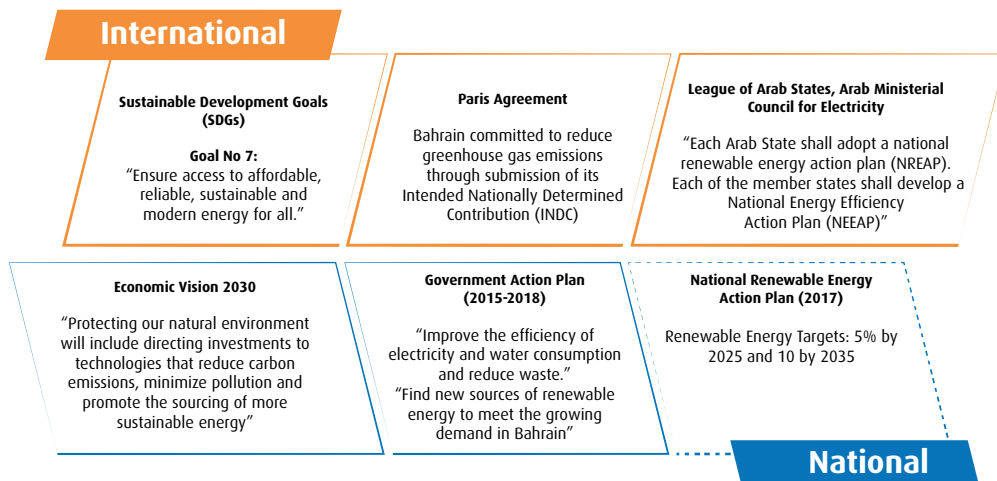 International
Sustainable Development Goals
(SDGs)
Goal No 7:
“Ensure access to affordable,
reliable, sustainable and
modern energy for all.”
Paris Agreement
Bahrain committed to reduce
greenhouse gas emissions
through submission of its
Intended Nationally Determined
Contribution (INDC)
League of Arab States, Arab Ministerial
Council for Electricity
“Each Arab State shall adopt a national
renewable energy action plan (NREAP).
Each of the member states shall develop a
National Energy Efficiency
Action Plan (NEEAP)”
Economic Vision 2030
“Protecting our natural environment
will include directing investments to
technologies that reduce carbon
emissions, minimize pollution and
promote the sourcing of more
sustainable energy”
Government Action Plan
(2015-2018)
“Improve the efficiency of
electricity and water consumption
and reduce waste.”
“Find new sources of renewable
energy to meet the growing
demand in Bahrain”
National Renewable Energy
Action Plan (2017)
Renewable Energy Targets: 5% by
2025 and 10 by 2035
National